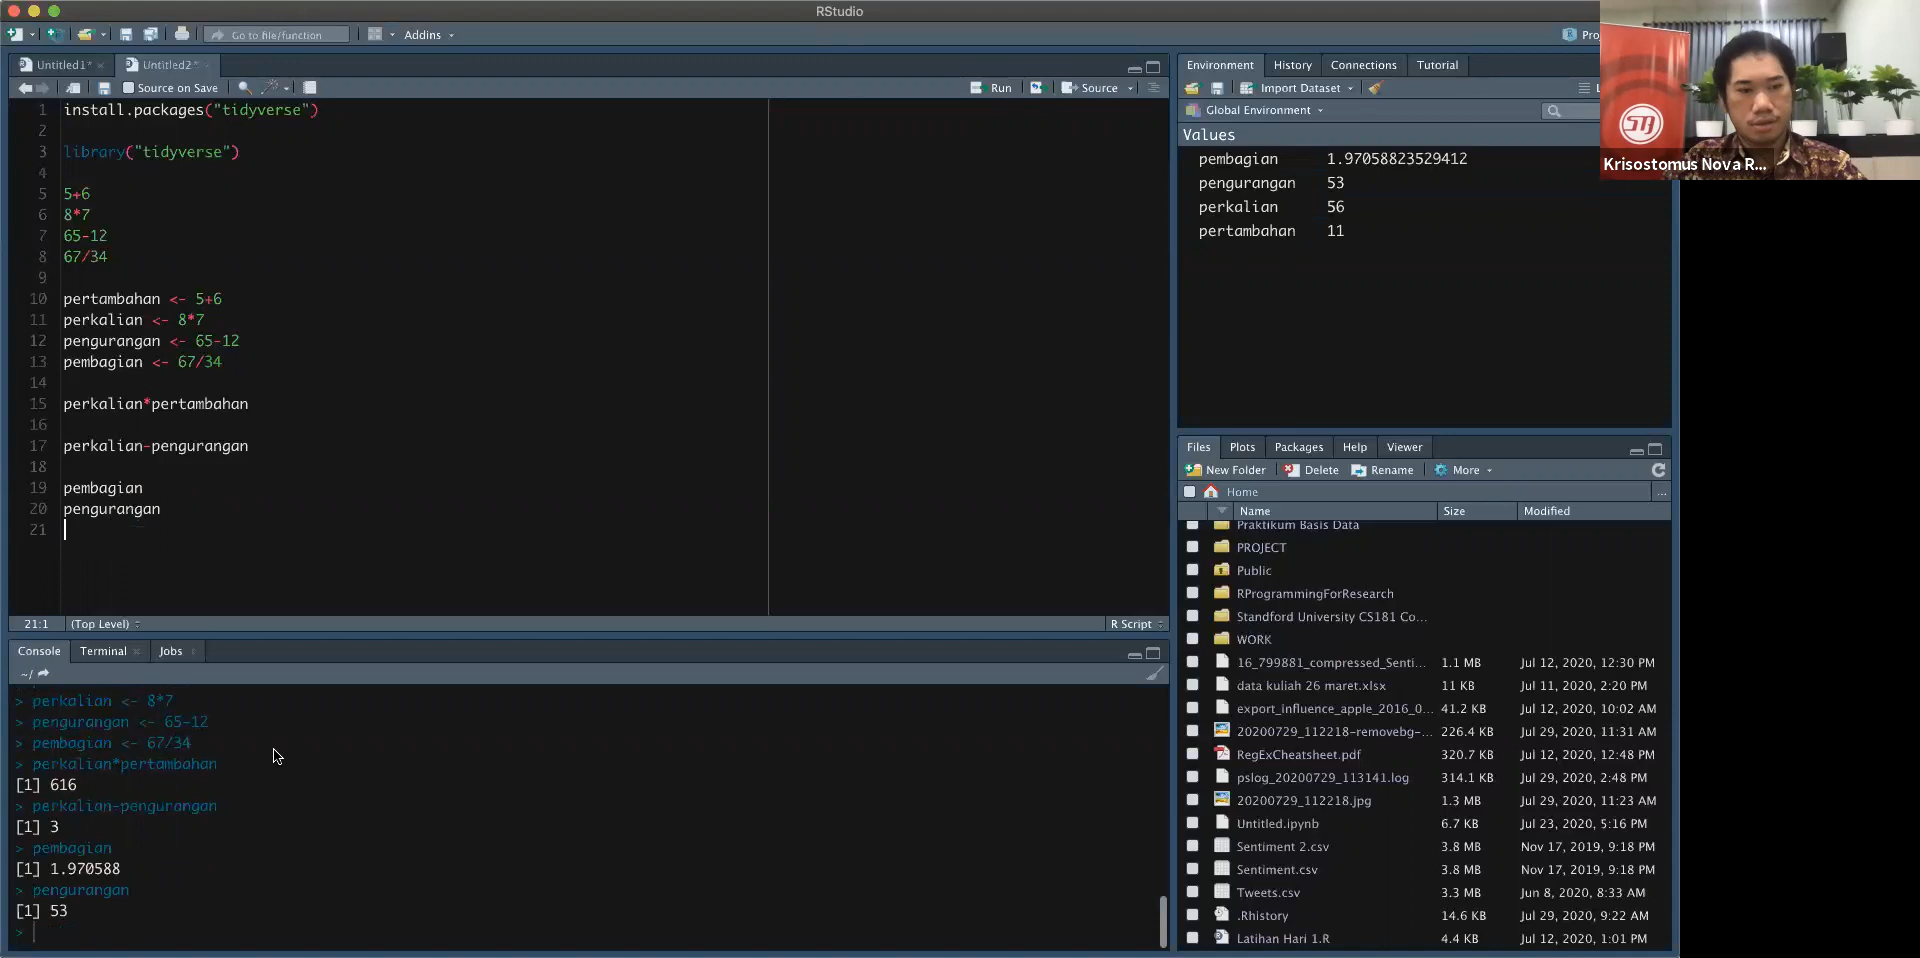 RStudio
Go to file/function
Addins
Untitled1*
Untitled2*
Source on Save
Run
Source
1 install.packages("tidyverse")
2
3 library("tidyverse")
4
5 5+6
6 8*7
7 65-12
8 67/34
9
10 pertambahan <- 5+6
11 perkalian <- 8*7
12 pengurangan <- 65-12
13 pembagian <- 67/34
14
15 perkalian*pertambahan
16
17 perkalian-pengurangan
18
19 pembagian
20 pengurangan
21
21:1 (Top Level) R Script
Console Terminal Jobs
~/
> perkalian <- 8*7
> pengurangan <- 65-12
> pembagian <- 67/34
> perkalian*pertambahan
[1] 616
> perkalian-pengurangan
[1] 3
> pembagian
[1] 1.970588
> pengurangan
[1] 53
>
Environment History Connections Tutorial
Import Dataset
Global Environment
Values
pembagian 1.97058823529412
pengurangan 53
perkalian 56
pertambahan 11
Files Plots Packages Help Viewer
New Folder Delete Rename More
Home ...
Name Size Modified
Praktikum Basis Data
PROJECT
Public
RProgrammingForResearch
Standford University CS181 Co...
WORK
16_799881_compressed_Senti... 1.1 MB Jul 12, 2020, 12:30 PM
data kuliah 26 maret.xlsx 11 KB Jul 11, 2020, 2:20 PM
export_influence_apple_2016_0... 41.2 KB Jul 12, 2020, 10:02 AM
20200729_112218-removebg-... 226.4 KB Jul 29, 2020, 11:31 AM
RegExCheatsheet.pdf 320.7 KB Jul 12, 2020, 12:48 PM
pslog_20200729_113141.log 314.1 KB Jul 29, 2020, 2:48 PM
20200729_112218.jpg 1.3 MB Jul 29, 2020, 11:23 AM
Untitled.ipynb 6.7 KB Jul 23, 2020, 5:16 PM
Sentiment 2.csv 3.8 MB Nov 17, 2019, 9:18 PM
Sentiment.csv 3.8 MB Nov 17, 2019, 9:18 PM
Tweets.csv 3.3 MB Jun 8, 2020, 8:33 AM
.Rhistory 14.6 KB Jul 29, 2020, 9:22 AM
Latihan Hari 1.R 4.4 KB Jul 12, 2020, 1:01 PM
Krisostomus Nova R...